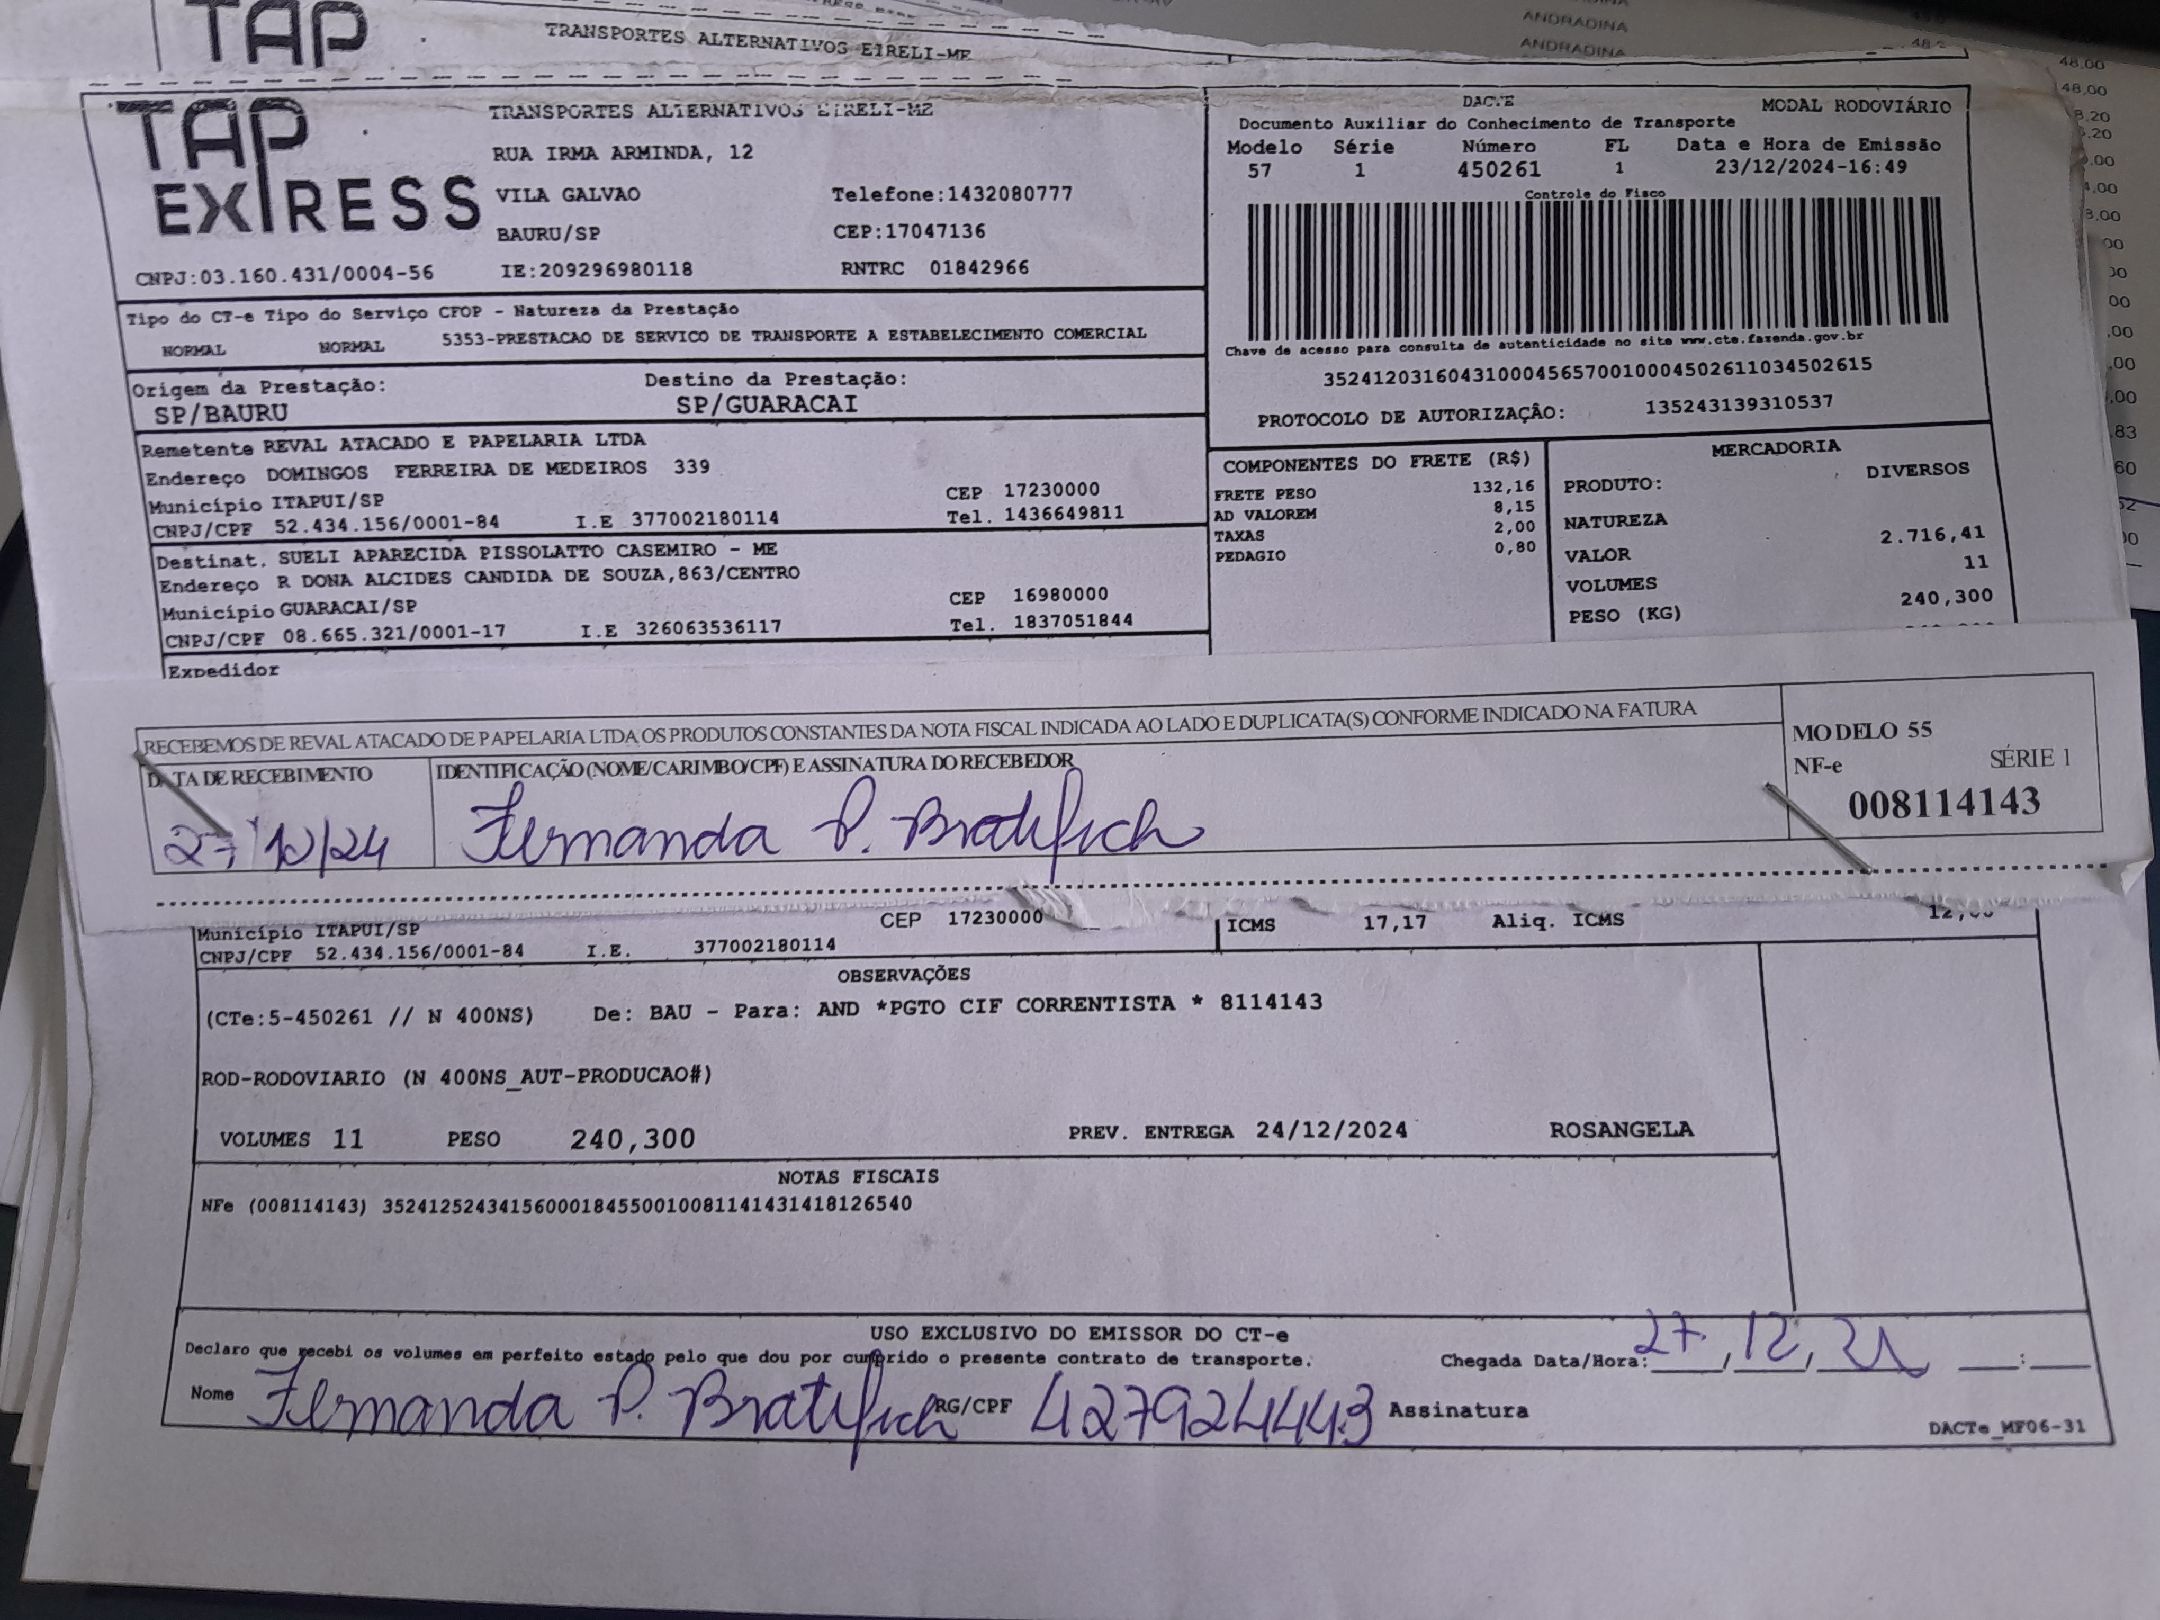 TAP
TRANSPORTES ALTERNATIVOS EIRELI-ME
ANDRADINA
ANDRADINA
48,00
48,00
TAP EXPRESS
TRANSPORTES ALTERNATIVOS EIRELI-ME
RUA IRMA ARMINDA, 12
VILA GALVAO Telefone:1432080777
BAURU/SP CEP:17047136
CNPJ:03.160.431/0004-56 IE:209296980118 RNTRC 01842966
DACTE MODAL RODOVIÁRIO
Documento Auxiliar do Conhecimento de Transporte
Modelo Série Número FL Data e Hora de Emissão
57 1 450261 1 23/12/2024-16:49
Controle do Fisco
Chave de acesso para consulta de autenticidade no site www.cte.fazenda.gov.br
35241203160431000456570010004502611034502615
PROTOCOLO DE AUTORIZAÇÃO: 135243139310537
Tipo do CT-e Tipo do Serviço CFOP - Natureza da Prestação
NORMAL NORMAL 5353-PRESTACAO DE SERVICO DE TRANSPORTE A ESTABELECIMENTO COMERCIAL
Origem da Prestação: Destino da Prestação:
SP/BAURU SP/GUARACAI
Remetente REVAL ATACADO E PAPELARIA LTDA
Endereço DOMINGOS FERREIRA DE MEDEIROS 339
Município ITAPUI/SP CEP 17230000
CNPJ/CPF 52.434.156/0001-84 I.E 377002180114 Tel. 1436649811
Destinat. SUELI APARECIDA PISSOLATTO CASEMIRO - ME
Endereço R DONA ALCIDES CANDIDA DE SOUZA,863/CENTRO
Município GUARACAI/SP CEP 16980000
CNPJ/CPF 08.665.321/0001-17 I.E 326063536117 Tel. 1837051844
Expedidor
COMPONENTES DO FRETE (R$)
FRETE PESO 132,16
AD VALOREM 8,15
TAXAS 2,00
PEDAGIO 0,80
MERCADORIA
PRODUTO: DIVERSOS
NATUREZA
VALOR 2.716,41
VOLUMES 11
PESO (KG) 240,300
RECEBEMOS DE REVAL ATACADO DE PAPELARIA LTDA OS PRODUTOS CONSTANTES DA NOTA FISCAL INDICADA AO LADO E DUPLICATA(S) CONFORME INDICADO NA FATURA
DATA DE RECEBIMENTO IDENTIFICAÇÃO (NOME/CARIMBO/CPF) E ASSINATURA DO RECEBEDOR
27/12/24 Fernanda P.
MODELO 55
NF-e SÉRIE 1
008114143
Município ITAPUI/SP CEP 17230000
CNPJ/CPF 52.434.156/0001-84 I.E. 377002180114
ICMS 17,17 Aliq. ICMS
OBSERVAÇÕES
(CTe:5-450261 // N 400NS) De: BAU - Para: AND *PGTO CIF CORRENTISTA * 8114143
ROD-RODOVIARIO (N 400NS_AUT-PRODUCAO#)
VOLUMES 11 PESO 240,300 PREV. ENTREGA 24/12/2024 ROSANGELA
NOTAS FISCAIS
NFe (008114143) 35241252434156000184550010081141431418126540
USO EXCLUSIVO DO EMISSOR DO CT-e
Declaro que recebi os volumes em perfeito estado pelo que dou por cumprido o presente contrato de transporte. Chegada Data/Hora: 27/12/24 __:__
Nome Fernanda P. RG/CPF 427924443 Assinatura
DACTe_MF06-31